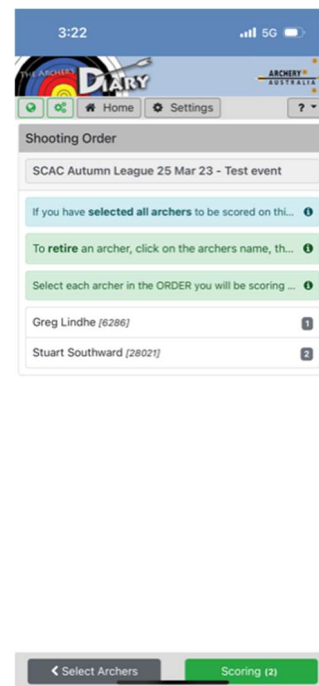 3:22 5G
THE ARCHERS DIARY
ARCHERY
AUSTRALIA
Home Settings ?
Shooting Order
SCAC Autumn League 25 Mar 23 - Test event
If you have selected all archers to be scored on thi...
To retire an archer, click on the archers name, th...
Select each archer in the ORDER you will be scoring ...
Greg Lindhe [6286] 1
Stuart Southward [28021] 2
Select Archers Scoring (2)